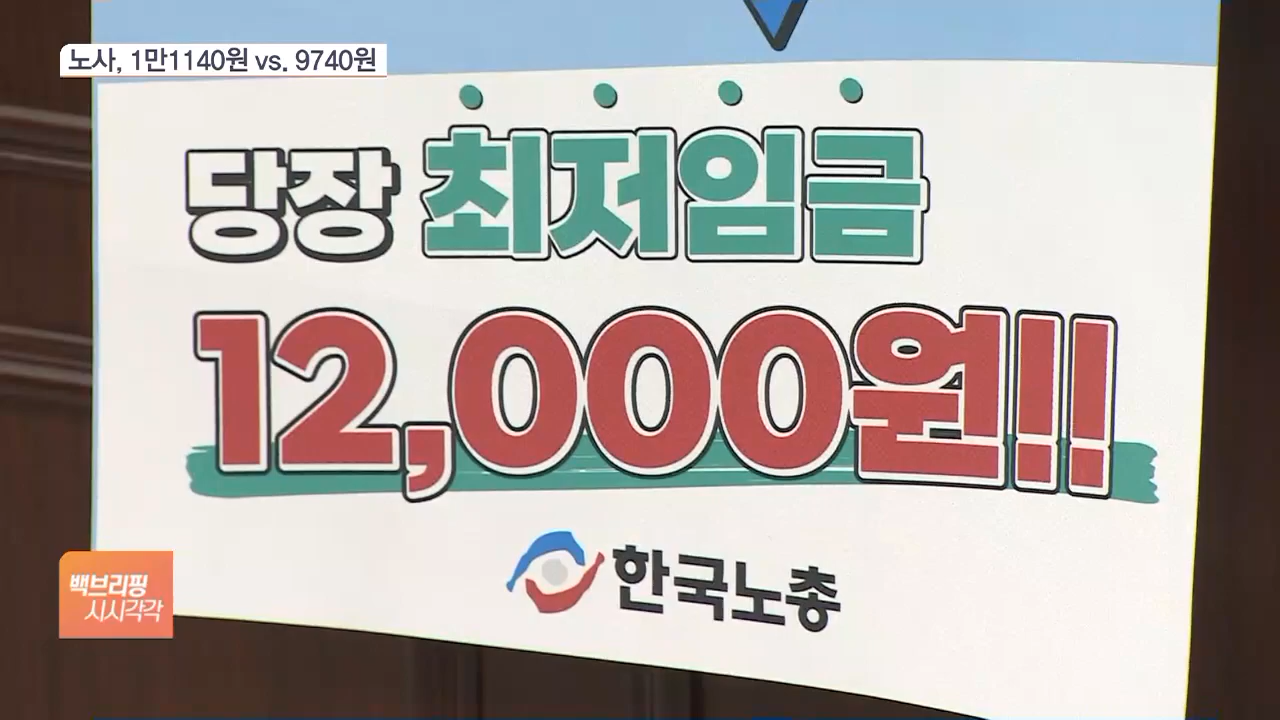 노사, 1만1140원 vs. 9740원
당장 최저임금
12,000원!!
한국노총
백브리핑
시시각각